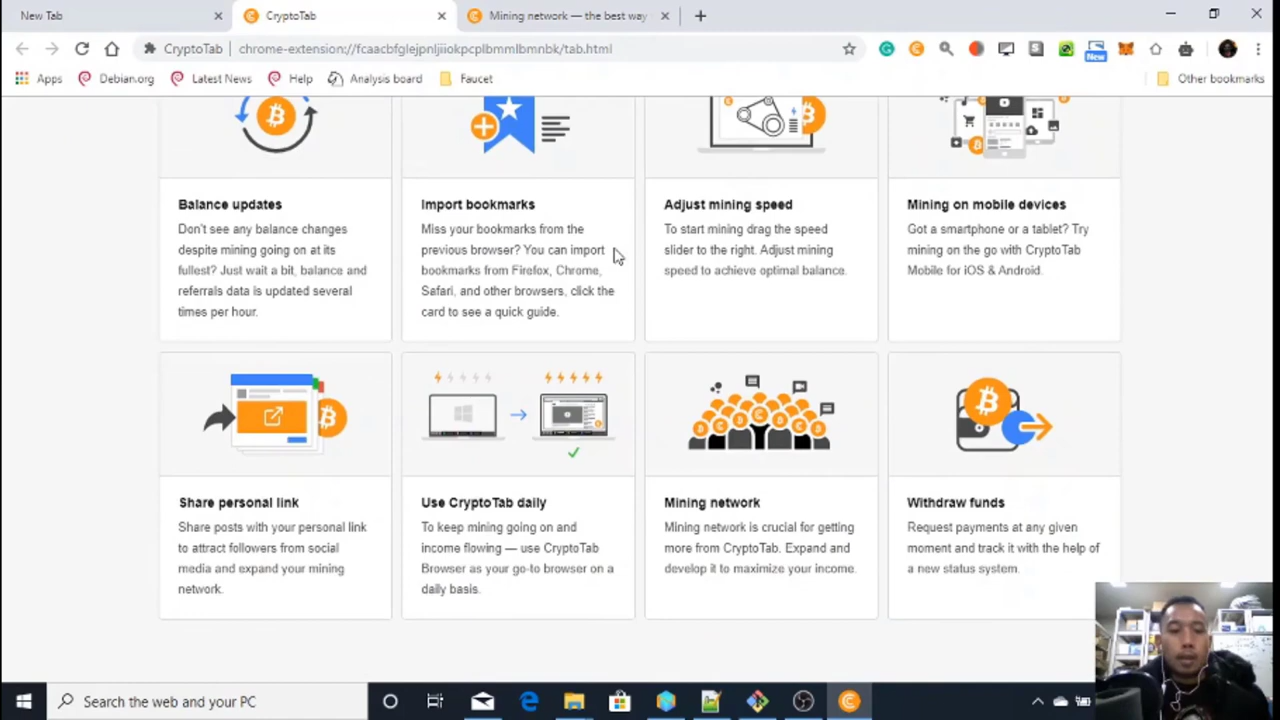 New Tab
CryptoTab
Mining network — the best way
CryptoTab
chrome-extension://fcaacbfglejpnljiiiokpcplbmmlbmnbk/tab.html
Apps
Debian.org
Latest News
Help
Analysis board
Faucet
New
Other bookmarks
Balance updates
Don't see any balance changes
despite mining going on at its
fullest? Just wait a bit, balance and
referrals data is updated several
times per hour.
Import bookmarks
Miss your bookmarks from the
previous browser? You can import
bookmarks from Firefox, Chrome,
Safari, and other browsers, click the
card to see a quick guide.
Adjust mining speed
To start mining drag the speed
slider to the right. Adjust mining
speed to achieve optimal balance.
Mining on mobile devices
Got a smartphone or a tablet? Try
mining on the go with CryptoTab
Mobile for iOS & Android.
Share personal link
Share posts with your personal link
to attract followers from social
media and expand your mining
network.
Use CryptoTab daily
To keep mining going on and
income flowing — use CryptoTab
Browser as your go-to browser on a
daily basis.
Mining network
Mining network is crucial for getting
more from CryptoTab. Expand and
develop it to maximize your income.
Withdraw funds
Request payments at any given
moment and track it with the help of
a new status system.
Search the web and your PC